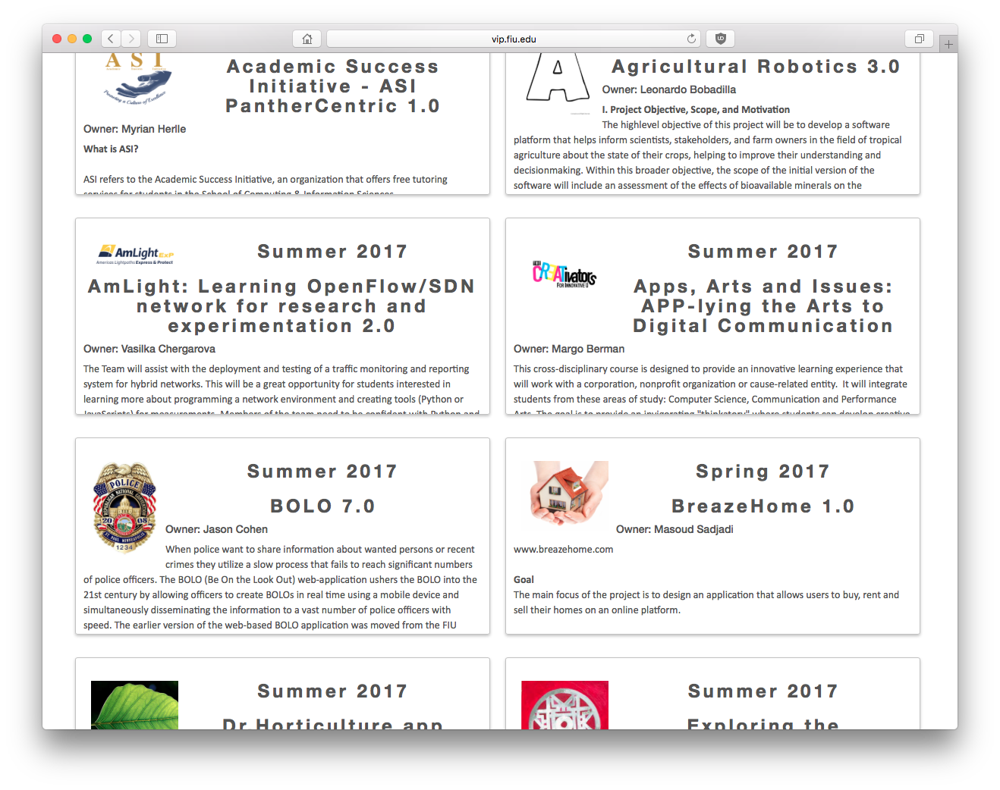 vip.fiu.edu
ASI
Promoting a Culture of Excellence
Academic Success
Initiative - ASI
PantherCentric 1.0
Owner: Myrian Herlle
What is ASI?
ASI refers to the Academic Success Initiative, an organization that offers free tutoring
services for students in the School of Computing & Information Sciences
A
Agricultural Robotics 3.0
Owner: Leonardo Bobadilla
I. Project Objective, Scope, and Motivation
The highlevel objective of this project will be to develop a software
platform that helps inform scientists, stakeholders, and farm owners in the field of tropical
agriculture about the state of their crops, helping to improve their understanding and
decisionmaking. Within this broader objective, the scope of the initial version of the
software will include an assessment of the effects of bioavailable minerals on the
AmLight ExP
Americas Lightpaths Express & Protect
Summer 2017
AmLight: Learning OpenFlow/SDN
network for research and
experimentation 2.0
Owner: Vasilka Chergarova
The Team will assist with the deployment and testing of a traffic monitoring and reporting
system for hybrid networks. This will be a great opportunity for students interested in
learning more about programming a network environment and creating tools (Python or
JavaScripts) for measurements. Members of the team need to be confident with Python and
THE
CREATivators
FOR INNOVATIVE U
Summer 2017
Apps, Arts and Issues:
APP-lying the Arts to
Digital Communication
Owner: Margo Berman
This cross-disciplinary course is designed to provide an innovative learning experience that
will work with a corporation, nonprofit organization or cause-related entity.  It will integrate
students from these areas of study: Computer Science, Communication and Performance
Arts. The goal is to provide an invigorating "thinkatory" where students can develop creative
POLICE
REPUBLICAN NATIONAL CONVENTION
20 08
ST. PAUL MINNEAPOLIS
1234
Summer 2017
BOLO 7.0
Owner: Jason Cohen
When police want to share information about wanted persons or recent
crimes they utilize a slow process that fails to reach significant numbers
of police officers. The BOLO (Be On the Look Out) web-application ushers the BOLO into the
21st century by allowing officers to create BOLOs in real time using a mobile device and
simultaneously disseminating the information to a vast number of police officers with
speed. The earlier version of the web-based BOLO application was moved from the FIU
Spring 2017
BreazeHome 1.0
Owner: Masoud Sadjadi
www.breazehome.com
Goal
The main focus of the project is to design an application that allows users to buy, rent and
sell their homes on an online platform.
Summer 2017
Dr.Horticulture app
Summer 2017
Exploring the